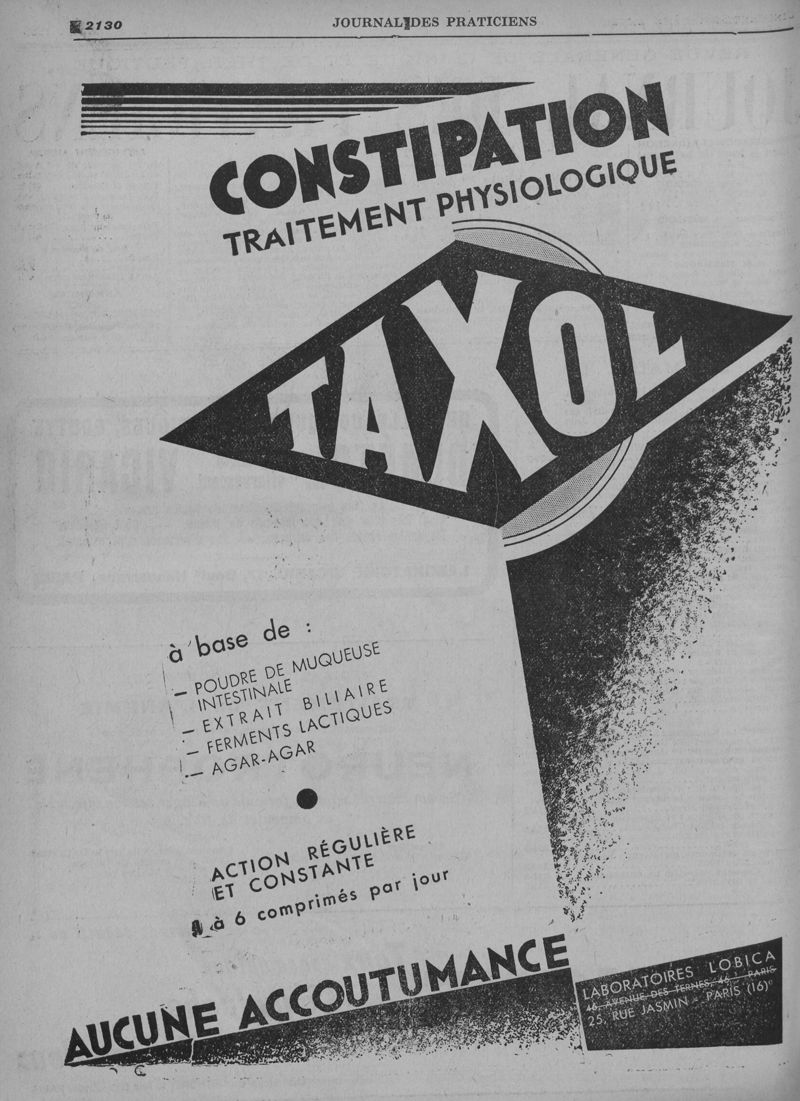 2130
JOURNAL DES PRATICIENS
CONSTIPATION
TRAITEMENT PHYSIOLOGIQUE
TAXOL
à base de :
— POUDRE DE MUQUEUSE
INTESTINALE
— EXTRAIT BILIAIRE
— FERMENTS LACTIQUES
— AGAR-AGAR
ACTION RÉGULIÈRE
ET CONSTANTE
à 6 comprimés par jour
AUCUNE ACCOUTUMANCE
LABORATOIRES LOBICA
46, AVENUE DES TERNES, 46 - PARIS
25, RUE JASMIN - PARIS (16)e